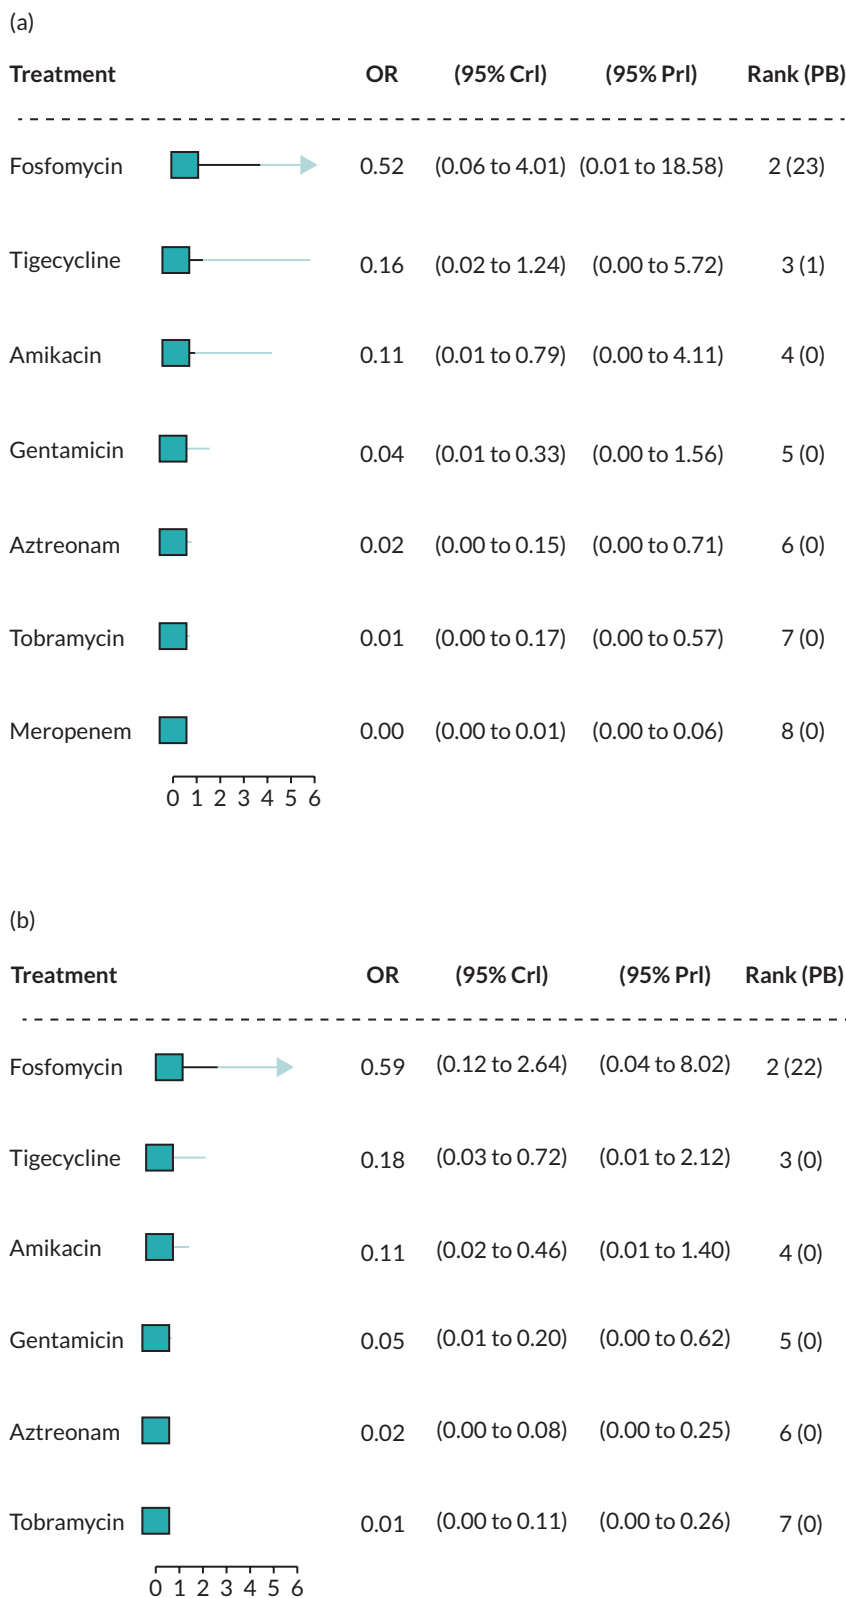 (a)
Treatment OR (95% Crl) (95% Prl) Rank (PB)
Fosfomycin 0.52 (0.06 to 4.01) (0.01 to 18.58) 2 (23)
Tigecycline 0.16 (0.02 to 1.24) (0.00 to 5.72) 3 (1)
Amikacin 0.11 (0.01 to 0.79) (0.00 to 4.11) 4 (0)
Gentamicin 0.04 (0.01 to 0.33) (0.00 to 1.56) 5 (0)
Aztreonam 0.02 (0.00 to 0.15) (0.00 to 0.71) 6 (0)
Tobramycin 0.01 (0.00 to 0.17) (0.00 to 0.57) 7 (0)
Meropenem 0.00 (0.00 to 0.01) (0.00 to 0.06) 8 (0)
0 1 2 3 4 5 6
(b)
Treatment OR (95% Crl) (95% Prl) Rank (PB)
Fosfomycin 0.59 (0.12 to 2.64) (0.04 to 8.02) 2 (22)
Tigecycline 0.18 (0.03 to 0.72) (0.01 to 2.12) 3 (0)
Amikacin 0.11 (0.02 to 0.46) (0.01 to 1.40) 4 (0)
Gentamicin 0.05 (0.01 to 0.20) (0.00 to 0.62) 5 (0)
Aztreonam 0.02 (0.00 to 0.08) (0.00 to 0.25) 6 (0)
Tobramycin 0.01 (0.00 to 0.11) (0.00 to 0.26) 7 (0)
0 1 2 3 4 5 6